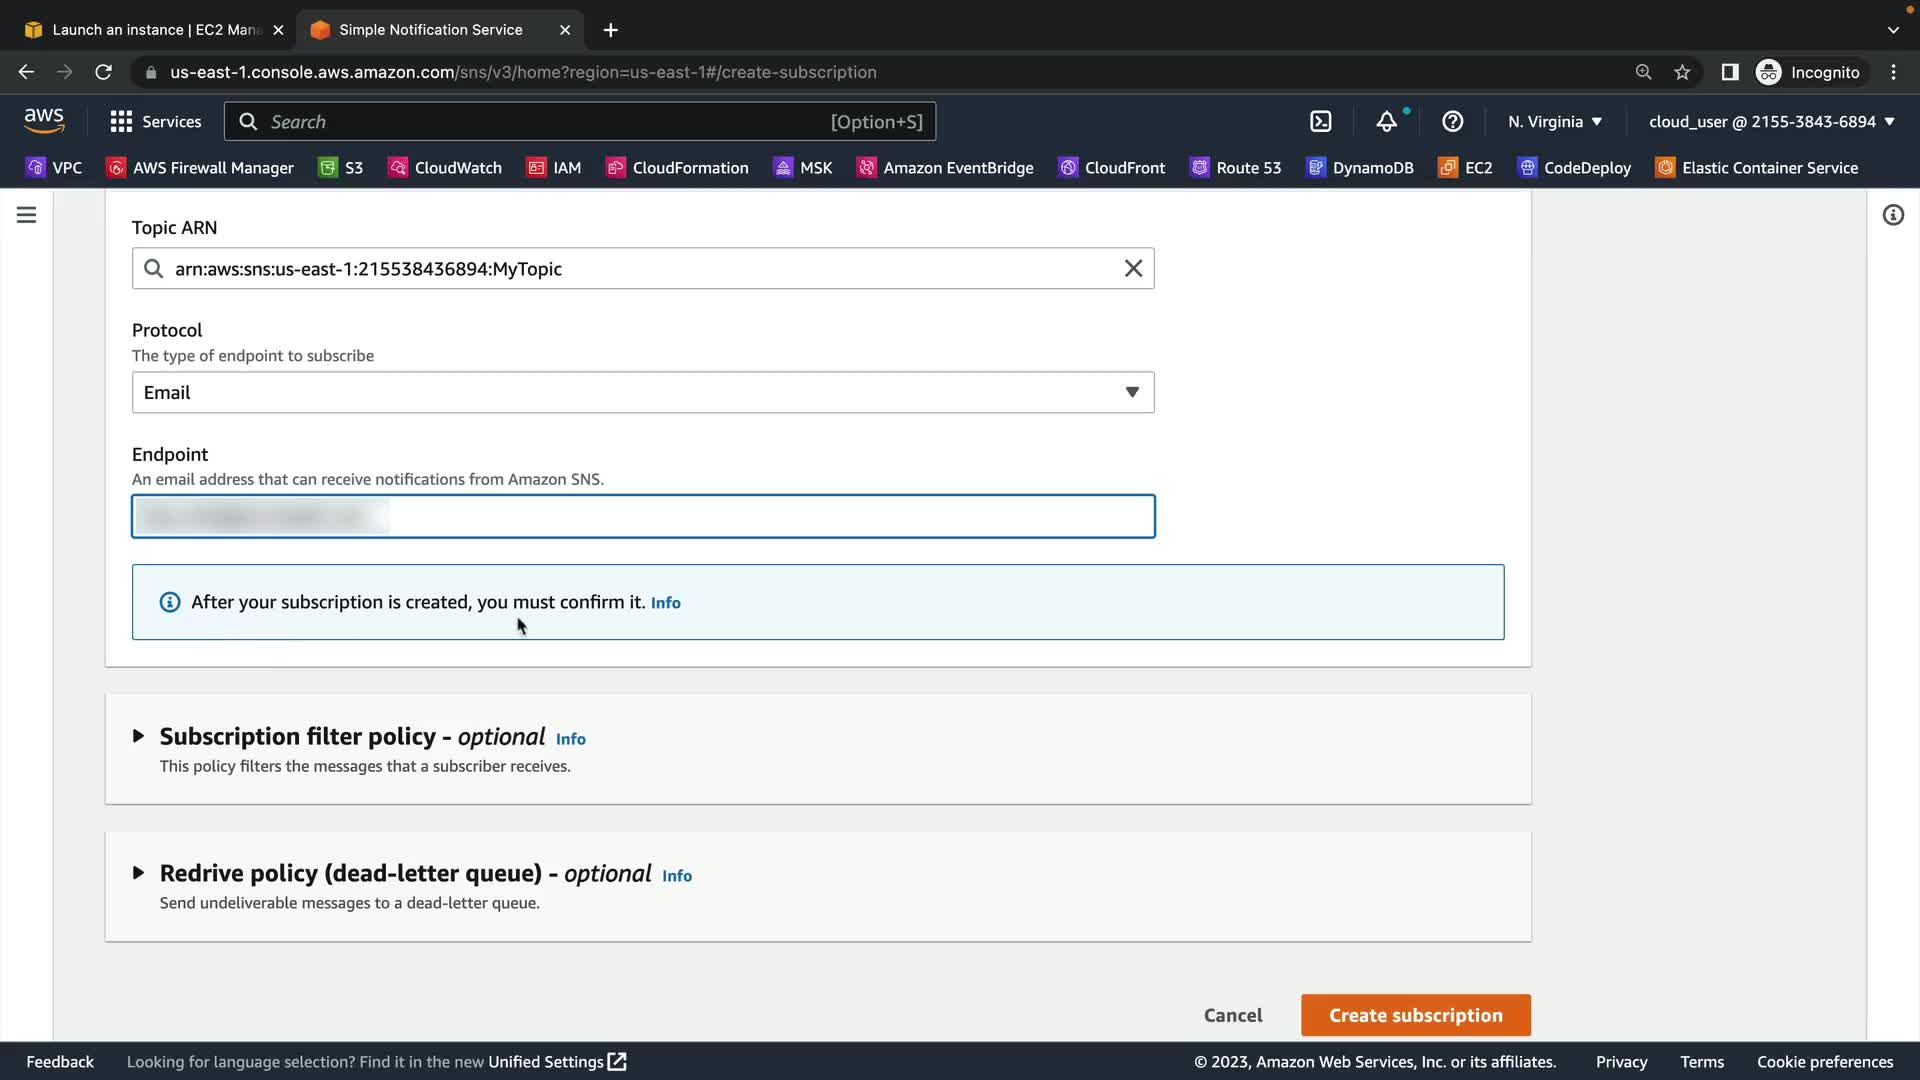 Launch an instance | EC2 Mana
Simple Notification Service
us-east-1.console.aws.amazon.com/sns/v3/home?region=us-east-1#/create-subscription
Incognito
aws
Services
Search
[Option+S]
N. Virginia
cloud_user @ 2155-3843-6894
VPC
AWS Firewall Manager
S3
CloudWatch
IAM
CloudFormation
MSK
Amazon EventBridge
CloudFront
Route 53
DynamoDB
EC2
CodeDeploy
Elastic Container Service
Topic ARN
arn:aws:sns:us-east-1:215538436894:MyTopic
Protocol
The type of endpoint to subscribe
Email
Endpoint
An email address that can receive notifications from Amazon SNS.
After your subscription is created, you must confirm it. Info
Subscription filter policy - optional Info
This policy filters the messages that a subscriber receives.
Redrive policy (dead-letter queue) - optional Info
Send undeliverable messages to a dead-letter queue.
Cancel
Create subscription
Feedback
Looking for language selection? Find it in the new Unified Settings
© 2023, Amazon Web Services, Inc. or its affiliates.
Privacy
Terms
Cookie preferences